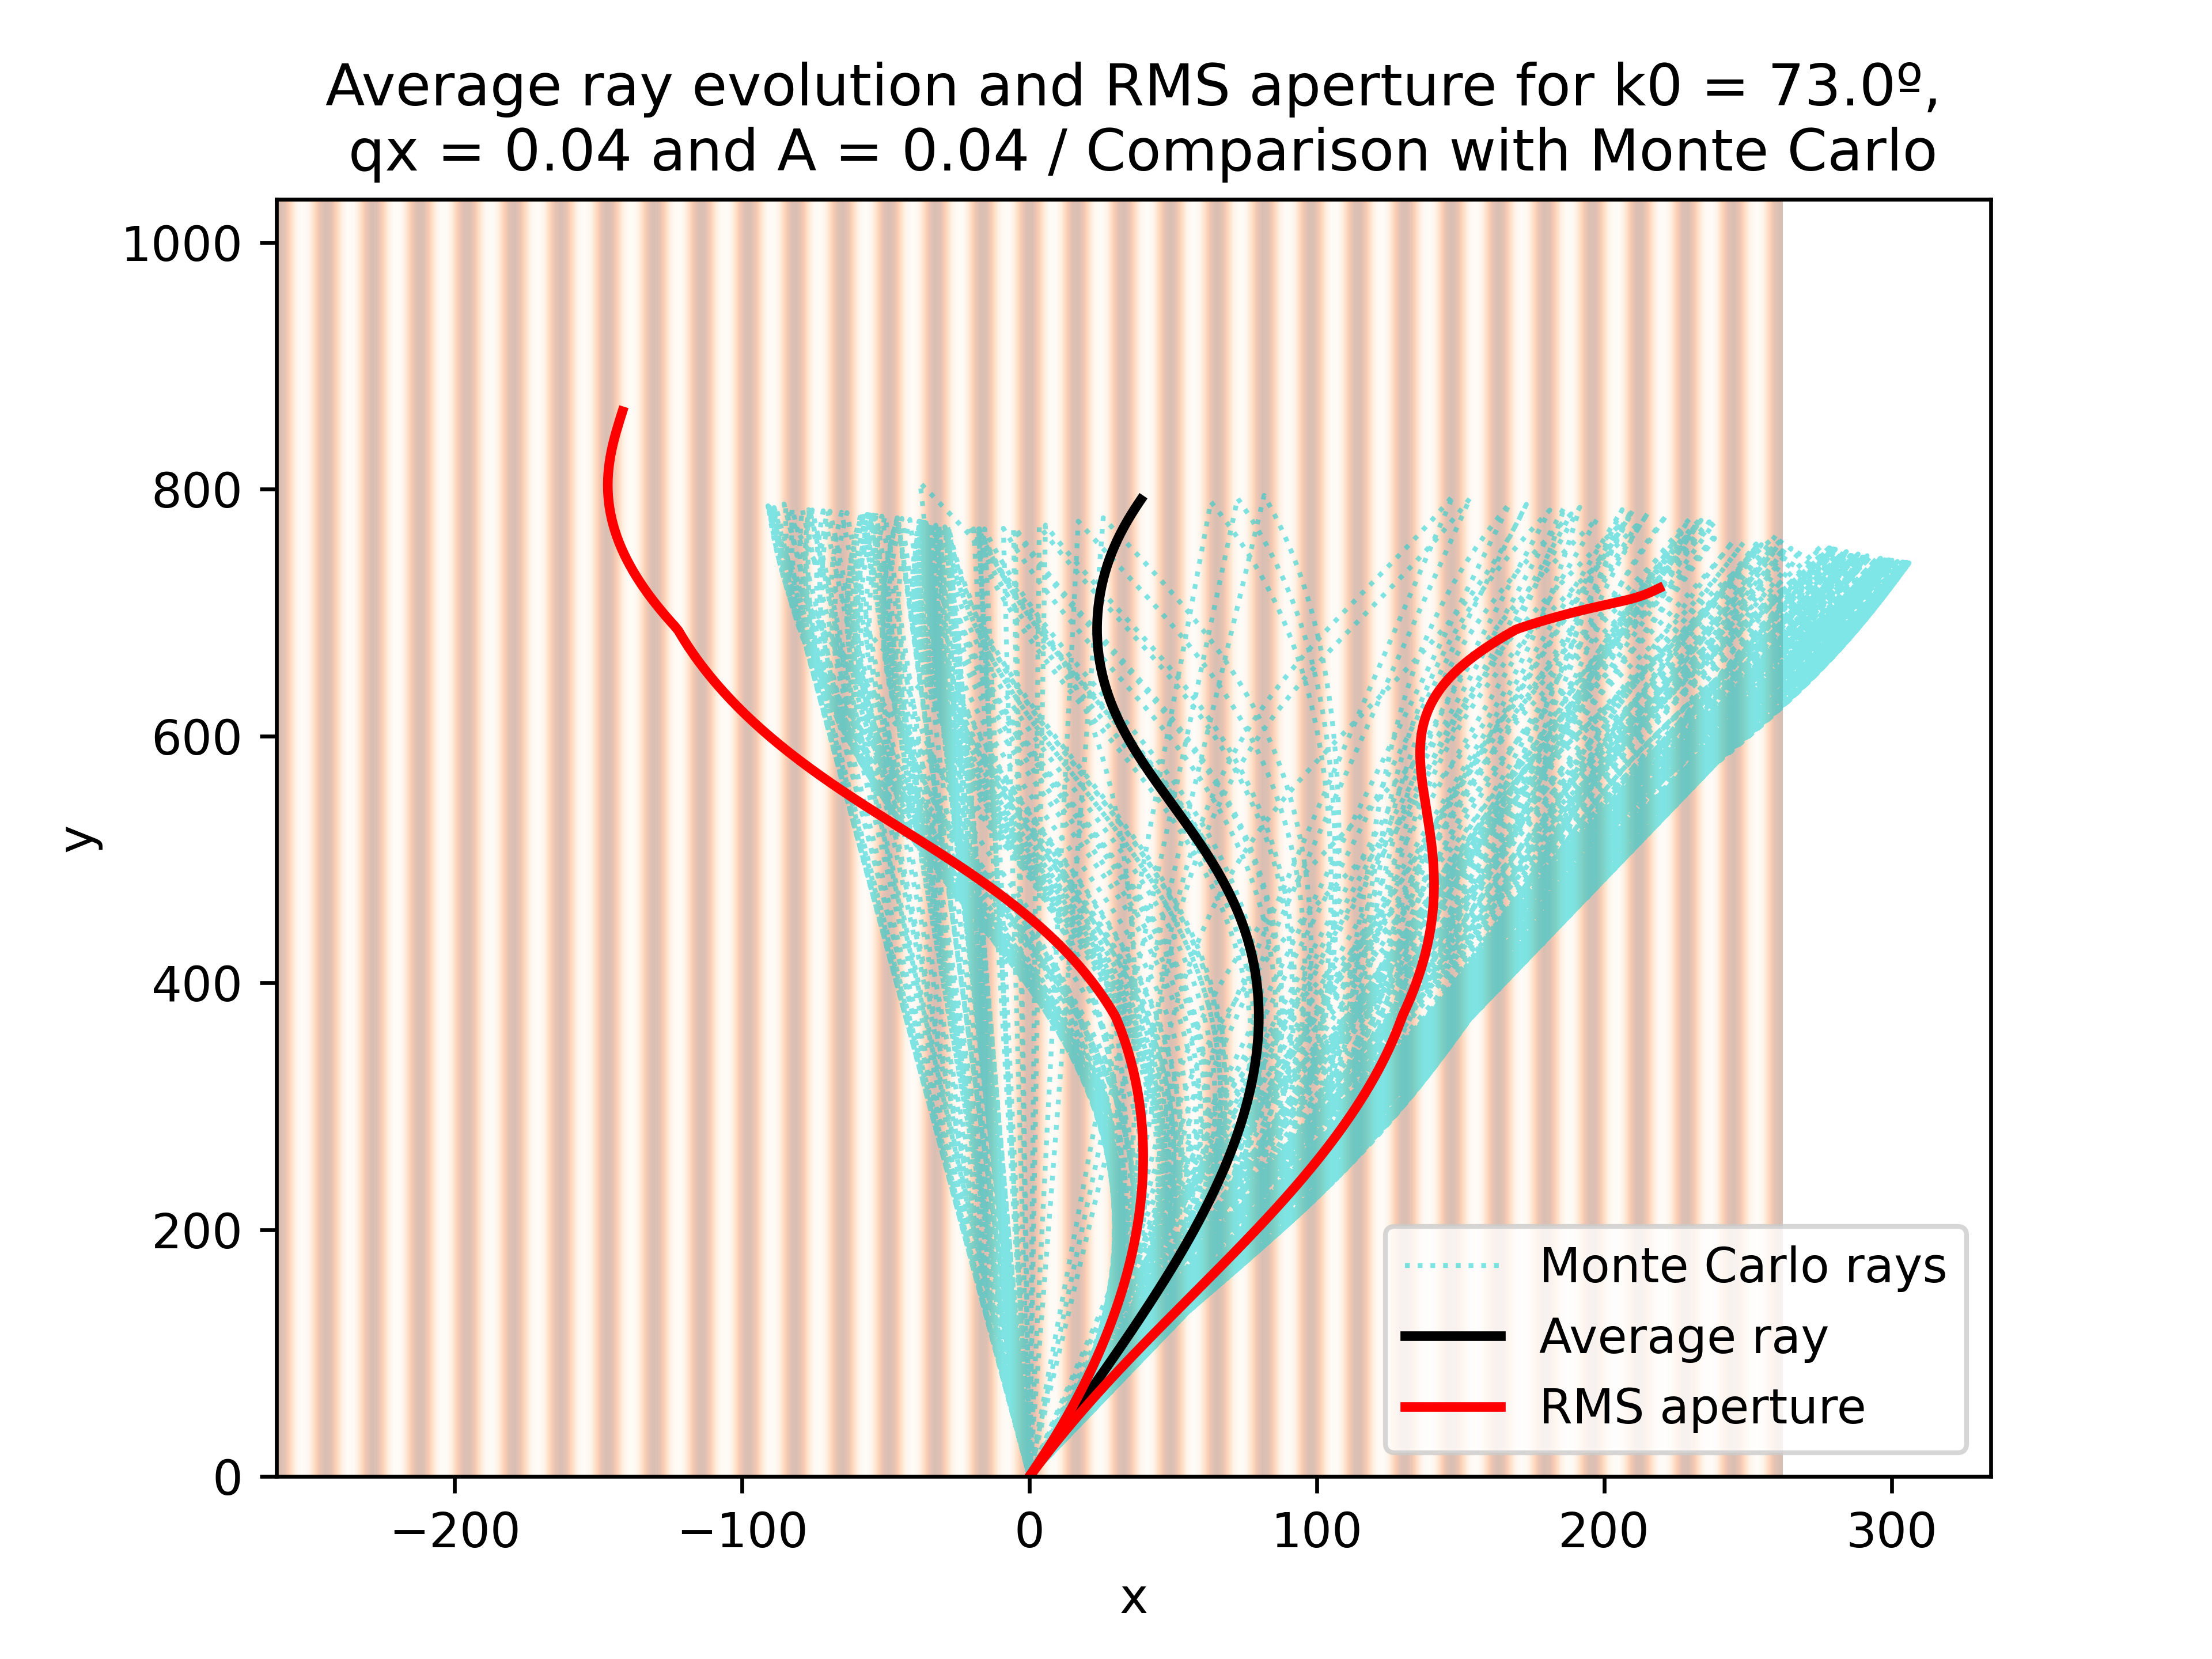 Average ray evolution and RMS aperture for k0 = 73.0º,
qx = 0.04 and A = 0.04 / Comparison with Monte Carlo
1000
800
600
400
200
0
y
−200
−100
0
100
200
300
x
Monte Carlo rays
Average ray
RMS aperture